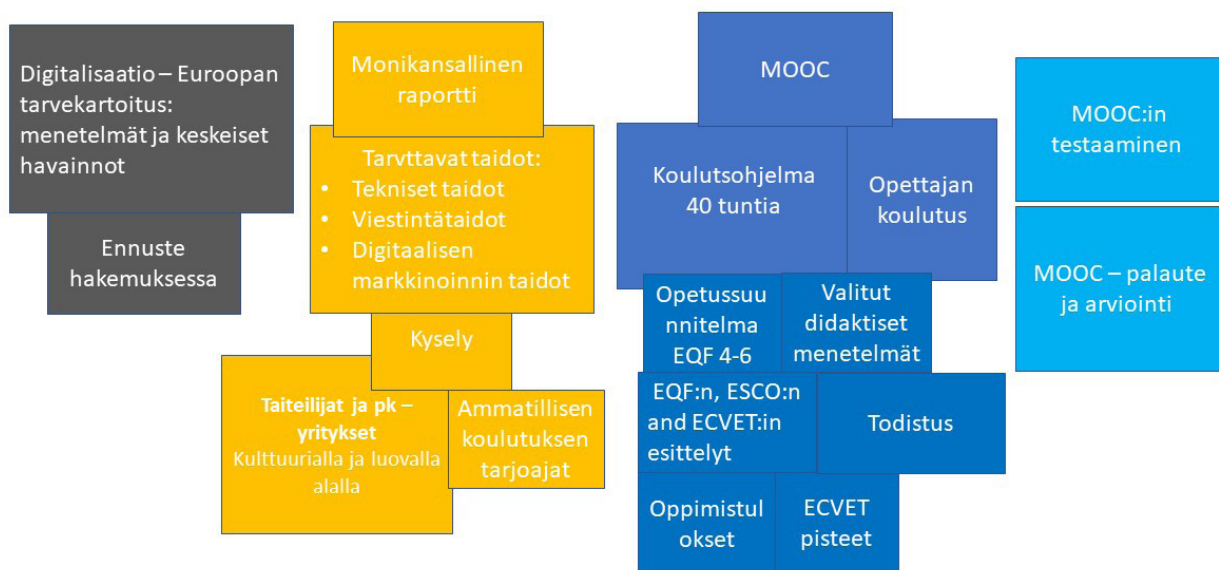 Digitalisaatio – Euroopan
tarvekartoitus:
menetelmät ja keskeiset
havainnot
Ennuste
hakemuksessa
Monikansallinen
raportti
Tarvttavat taidot:
• Tekniset taidot
• Viestintätaidot
• Digitaalisen
markkinoinnin taidot
Kysely
Taiteilijat ja pk –
yritykset
Kulttuurialla ja luovalla
alalla
Ammatillisen
koulutuksen
tarjoajat
MOOC
Koulutsohjelma
40 tuntia
Opettajan
koulutus
Opetussuu
nnitelma
EQF 4-6
Valitut
didaktiset
menetelmät
EQF:n, ESCO:n
and ECVET:in
esittelyt
Todistus
Oppimistul
okset
ECVET
pisteet
MOOC:in
testaaminen
MOOC – palaute
ja arviointi